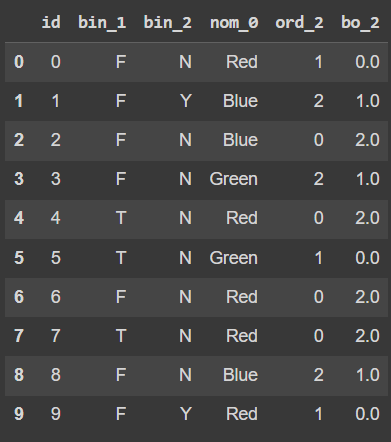 id bin_1 bin_2 nom_0 ord_2 bo_2
0 0 F N Red 1 0.0
1 1 F Y Blue 2 1.0
2 2 F N Blue 0 2.0
3 3 F N Green 2 1.0
4 4 T N Red 0 2.0
5 5 T N Green 1 0.0
6 6 F N Red 0 2.0
7 7 T N Red 0 2.0
8 8 F N Blue 2 1.0
9 9 F Y Red 1 0.0